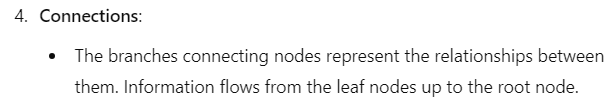 4. Connections:
• The branches connecting nodes represent the relationships between
them. Information flows from the leaf nodes up to the root node.